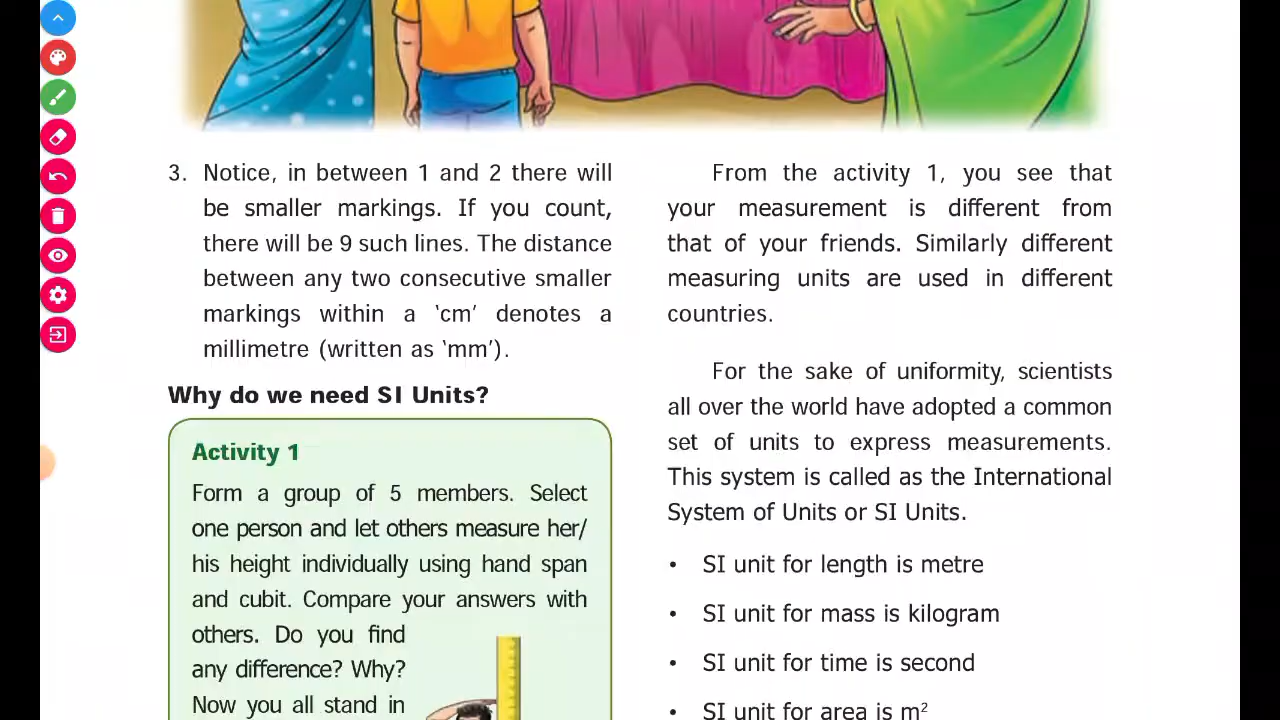 3. Notice, in between 1 and 2 there will
be smaller markings. If you count,
there will be 9 such lines. The distance
between any two consecutive smaller
markings within a ‘cm’ denotes a
millimetre (written as ‘mm’).
Why do we need SI Units?
Activity 1
Form a group of 5 members. Select
one person and let others measure her/
his height individually using hand span
and cubit. Compare your answers with
others. Do you find
any difference? Why?
Now you all stand in
From the activity 1, you see that
your measurement is different from
that of your friends. Similarly different
measuring units are used in different
countries.
For the sake of uniformity, scientists
all over the world have adopted a common
set of units to express measurements.
This system is called as the International
System of Units or SI Units.
• SI unit for length is metre
• SI unit for mass is kilogram
• SI unit for time is second
• SI unit for area is m²